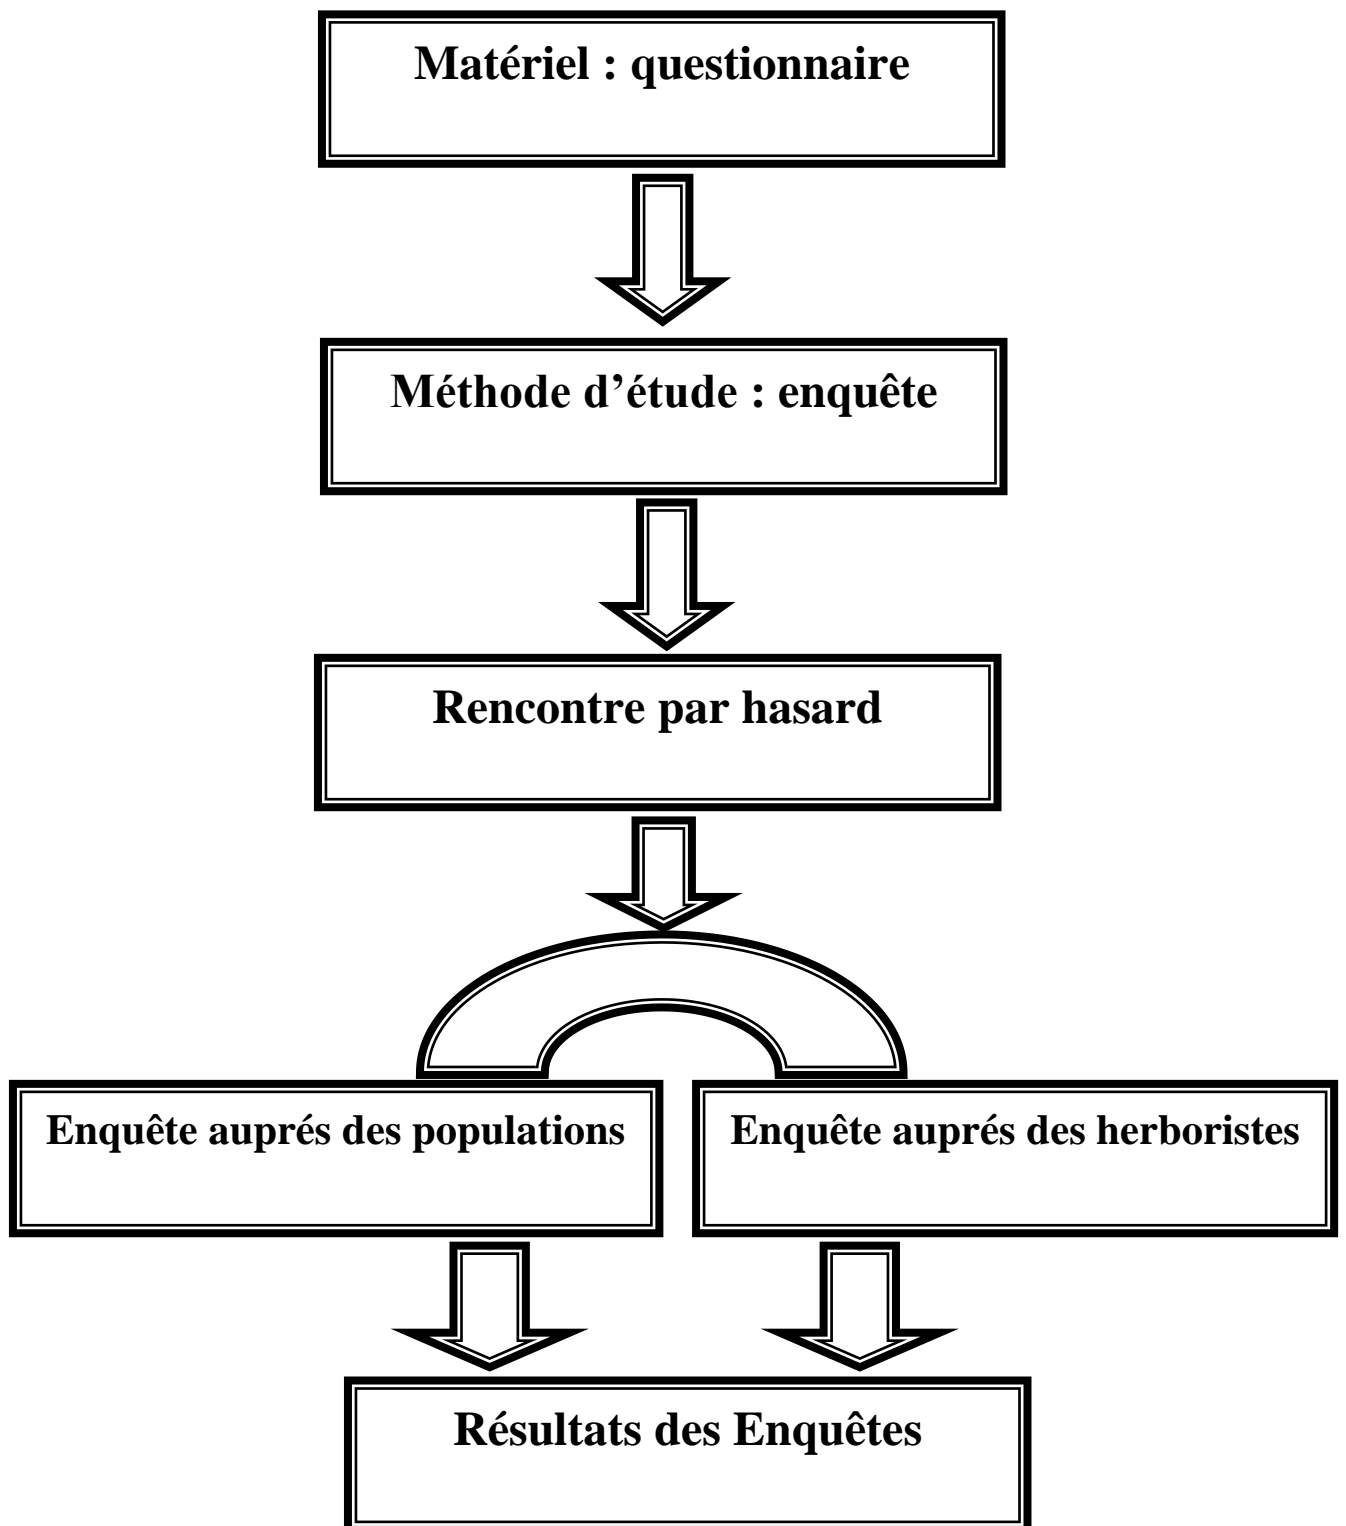 Matériel : questionnaire
Méthode d’étude : enquête
Rencontre par hasard
Enquête auprés des populations
Enquête auprés des herboristes
Résultats des Enquêtes